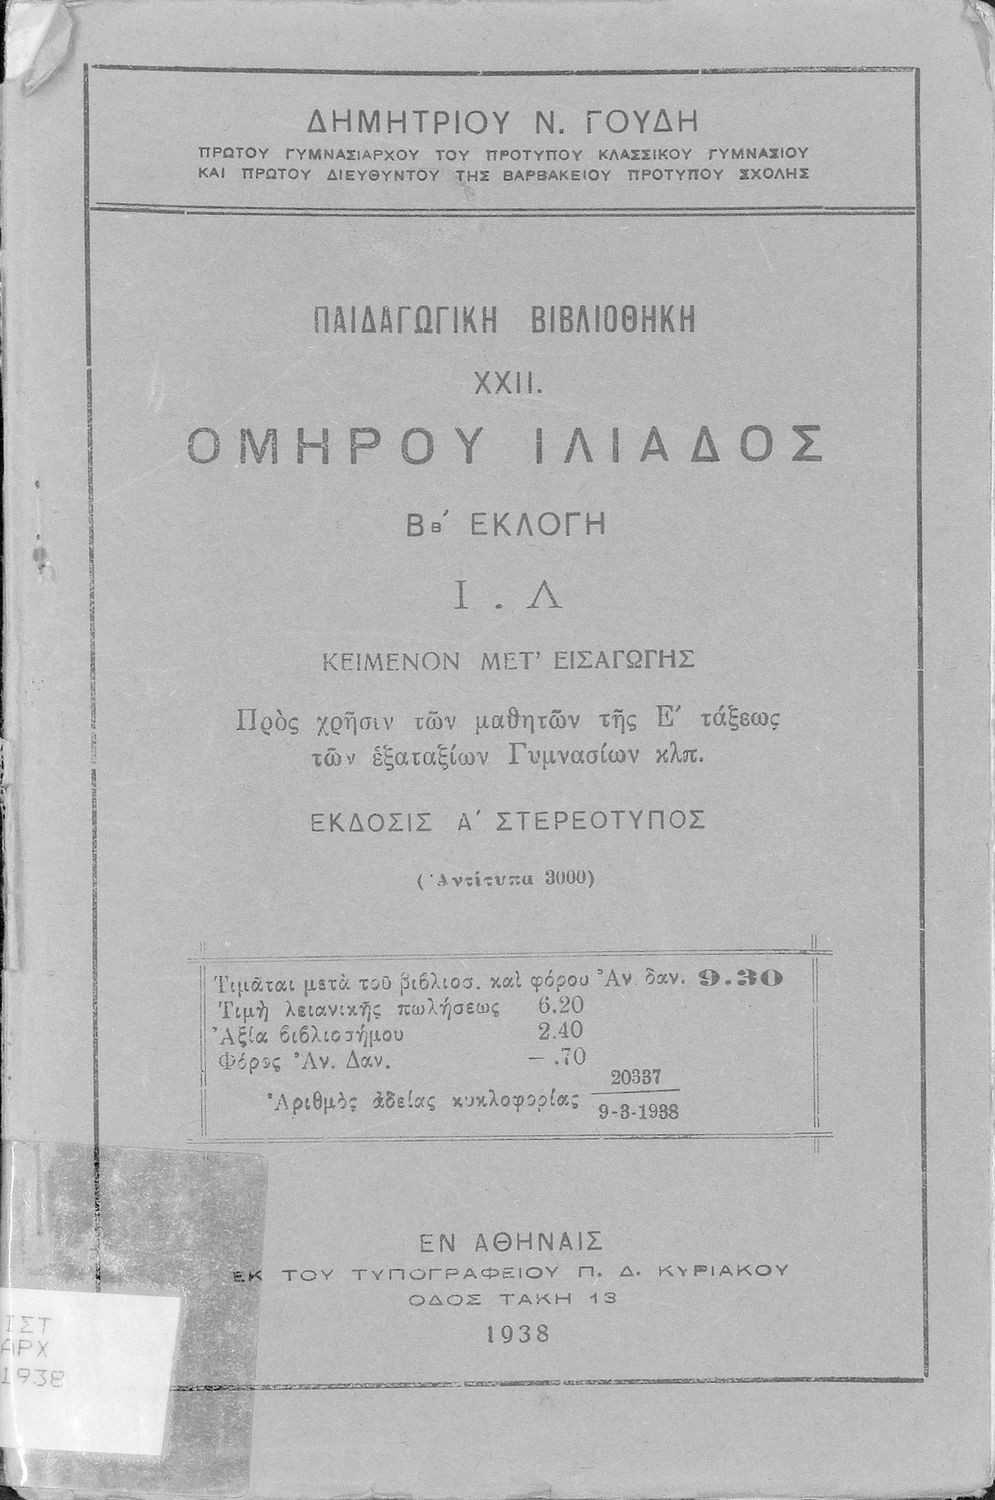 ΔΗΜΗΤΡΙΟΥ Ν. ΓΟΥΔΗ
ΠΡΩΤΟΥ ΓΥΜΝΑΣΙΑΡΧΟΥ ΤΟΥ ΠΡΟΤΥΠΟΥ ΚΛΑΣΣΙΚΟΥ ΓΥΜΝΑΣΙΟΥ
ΚΑΙ ΠΡΩΤΟΥ ΔΙΕΥΘΥΝΤΟΥ ΤΗΣ ΒΑΡΒΑΚΕΙΟΥ ΠΡΟΤΥΠΟΥ ΣΧΟΛΗΣ
ΠΑΙΔΑΓΩΓΙΚΗ ΒΙΒΛΙΟΘΗΚΗ
XXII.
ΟΜΗΡΟΥ ΙΛΙΑΔΟΣ
Ββ´ ΕΚΛΟΓΗ
Ι . Λ
ΚΕΙΜΕΝΟΝ ΜΕΤ' ΕΙΣΑΓΩΓΗΣ
Πρὸς χρῆσιν τῶν μαθητῶν τῆς Ε´ τάξεως
τῶν ἑξαταξίων Γυμνασίων κλπ.
ΕΚΔΟΣΙΣ Α´ ΣΤΕΡΕΟΤΥΠΟΣ
(Ἀντίτυπα 3000)
Τιμᾶται μετὰ τοῦ βιβλιοσ. καὶ φόρου Ἀν. δαν. 9.30
Τιμὴ λειανικῆς πωλήσεως 6.20
Ἀξία βιβλιοσήμου 2.40
Φόρος Ἀν. Δαν. — .70
Ἀριθμὸς ἀδείας κυκλοφορίας 20337
9-3-1938
ΕΝ ΑΘΗΝΑΙΣ
ΕΚ ΤΟΥ ΤΥΠΟΓΡΑΦΕΙΟΥ Π. Δ. ΚΥΡΙΑΚΟΥ
ΟΔΟΣ ΤΑΚΗ 13
1938
ΙΣΤ
ΑΡΧ
1938